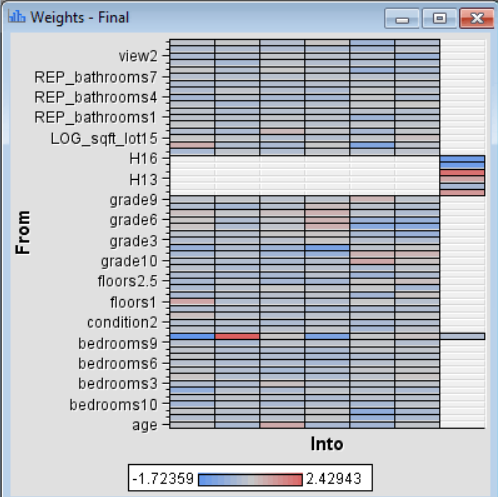 Weights - Final
view2
REP_bathrooms7
REP_bathrooms4
REP_bathrooms1
LOG_sqft_lot15
H16
H13
grade9
grade6
grade3
grade10
floors2.5
floors1
condition2
bedrooms9
bedrooms6
bedrooms3
bedrooms10
age
From
Into
-1.72359 2.42943